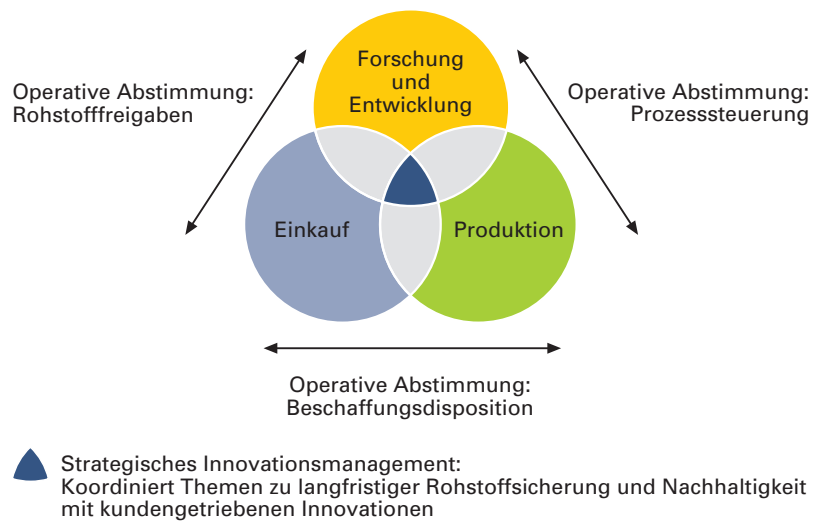 Forschung
und
Entwicklung
Operative Abstimmung:
Rohstofffreigaben
Operative Abstimmung:
Prozesssteuerung
Einkauf
Produktion
Operative Abstimmung:
Beschaffungsdisposition
Strategisches Innovationsmanagement:
Koordiniert Themen zu langfristiger Rohstoffsicherung und Nachhaltigkeit
mit kundengetriebenen Innovationen